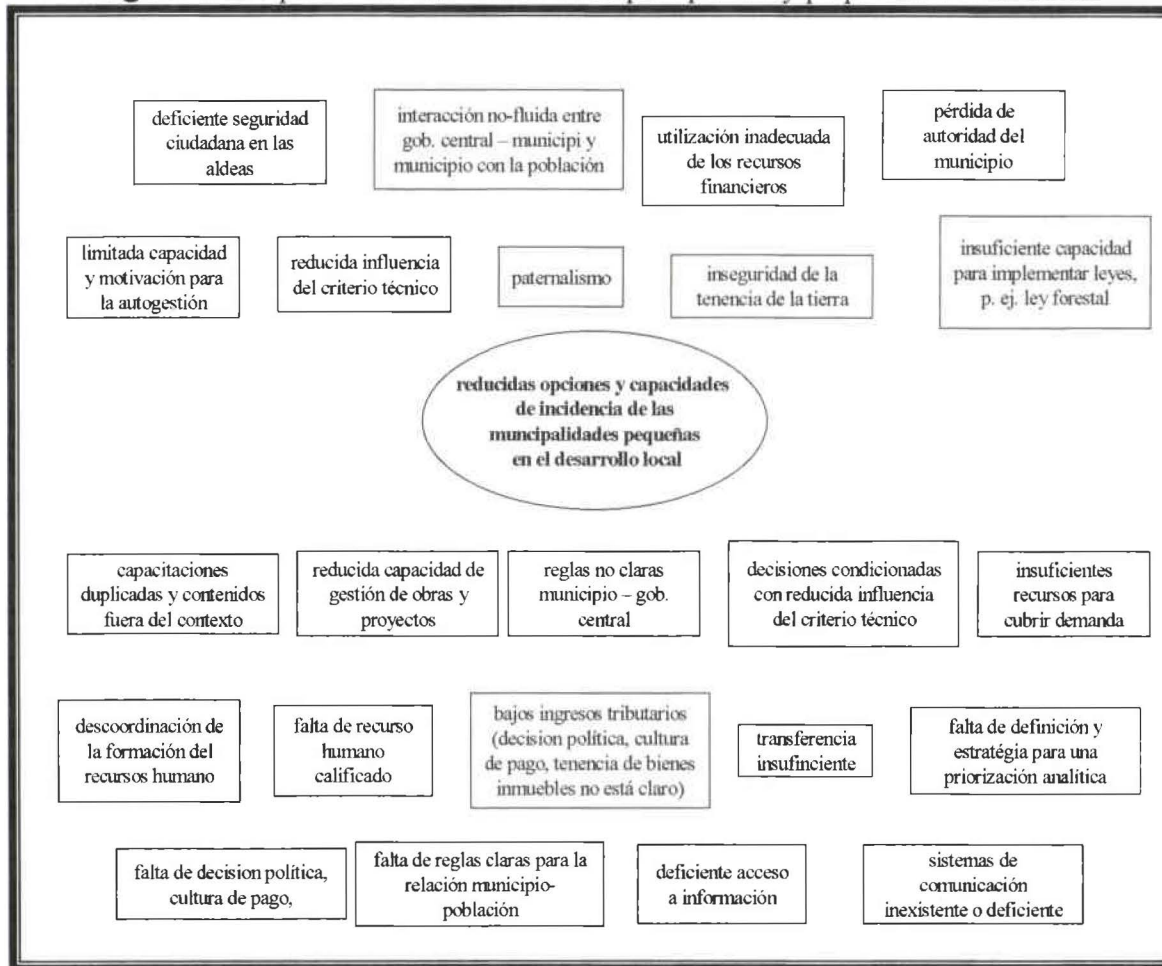 deficiente seguridad
ciudadana en las
aldeas
interacción no-fluida entre
gob. central – municipi y
municipio con la población
utilización inadecuada
de los recursos
financieros
pérdida de
autoridad del
municipio
limitada capacidad
y motivación para
la autogestión
reducida influencia
del criterio técnico
paternalismo
inseguridad de la
tenencia de la tierra
insuficiente capacidad
para implementar leyes,
p. ej. ley forestal
reducidas opciones y capacidades
de incidencia de las
muncipalidades pequeñas
en el desarrollo local
capacitaciones
duplicadas y contenidos
fuera del contexto
reducida capacidad de
gestión de obras y
proyectos
reglas no claras
municipio – gob.
central
decisiones condicionadas
con reducida influencia
del criterio técnico
insuficientes
recursos para
cubrir demanda
descoordinación de
la formación del
recursos humano
falta de recurso
humano
calificado
bajos ingresos tributarios
(decision política, cultura
de pago, tenencia de bienes
inmuebles no está claro)
transferencia
insufinciente
falta de definición y
estratégia para una
priorización analítica
falta de decision política,
cultura de pago,
falta de reglas claras para la
relación municipio-
población
deficiente acceso
a información
sistemas de
comunicación
inexistente o deficiente